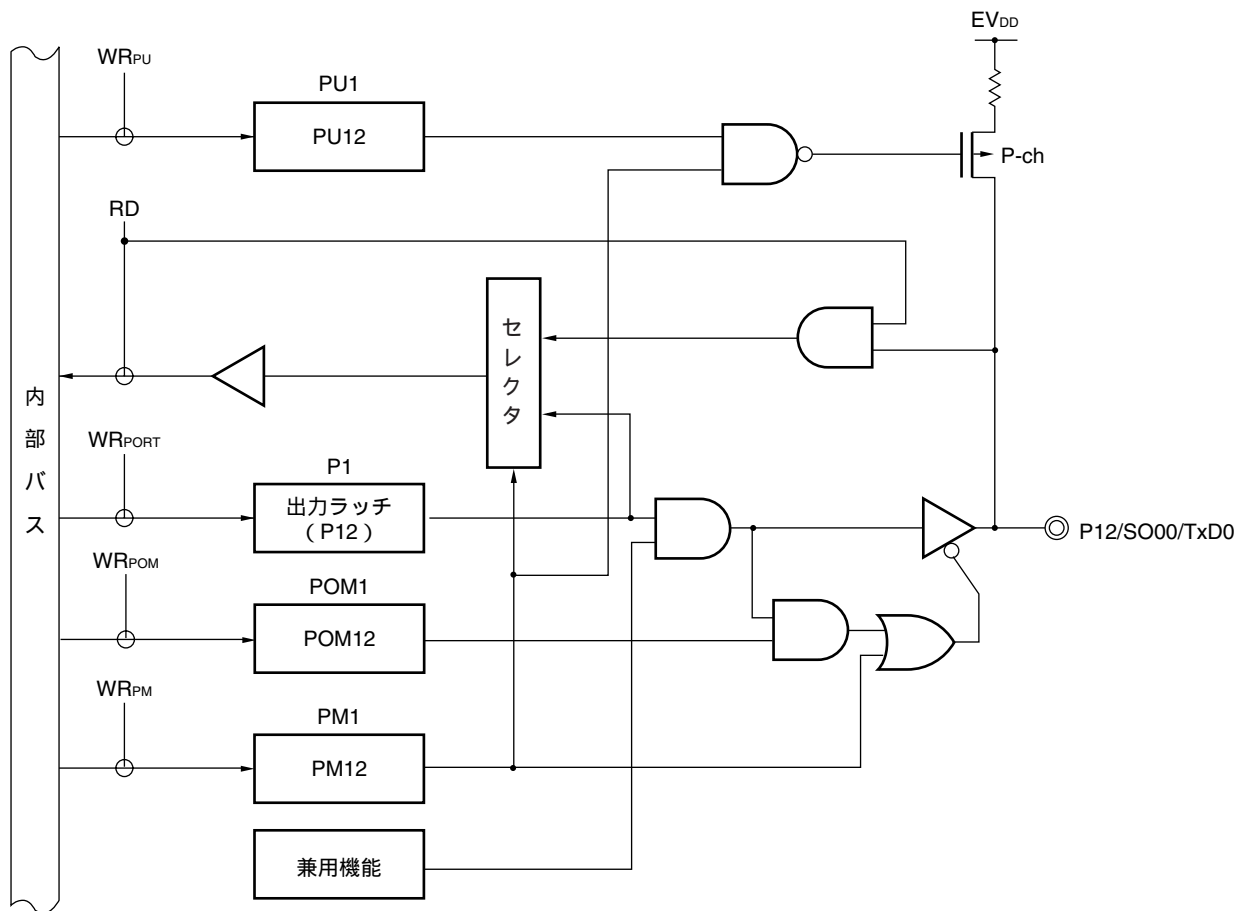 EVDD
WRPU
PU1
PU12
P-ch
RD
セレクタ
内部バス
WRPORT
P1
出力ラッチ
（P12）
P12/SO00/TxD0
WRPOM
POM1
POM12
WRPM
PM1
PM12
兼用機能